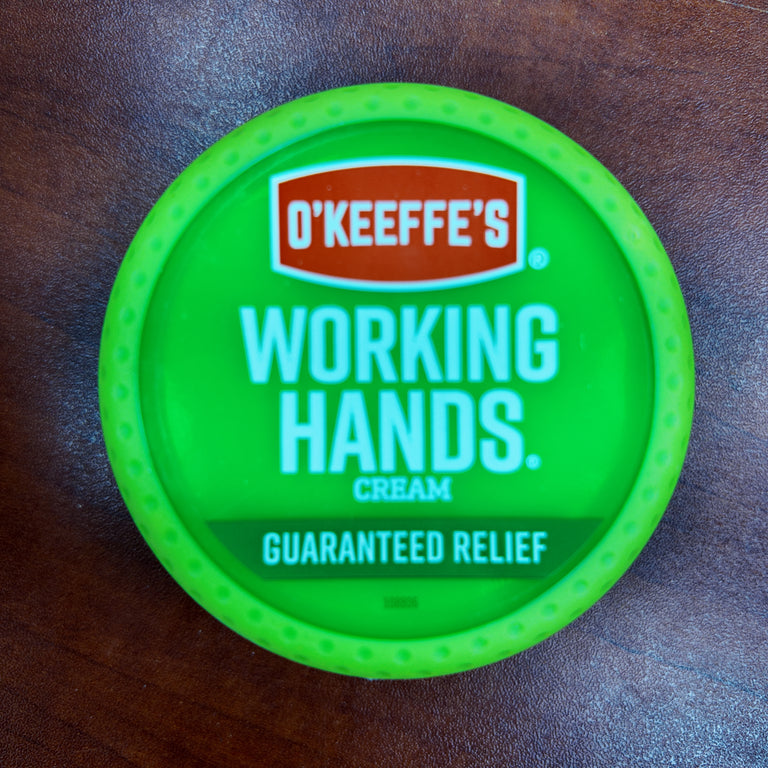 O'KEEFFE'S®
WORKING
HANDS®
CREAM
GUARANTEED RELIEF